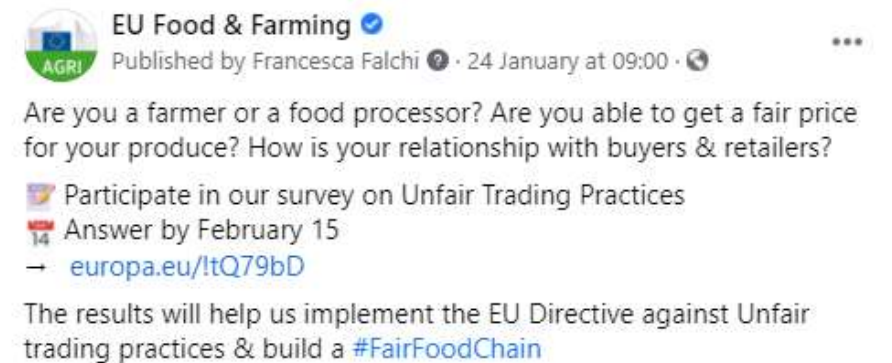 EU Food & Farming
AGRI
Published by Francesca Falchi · 24 January at 09:00 ·
Are you a farmer or a food processor? Are you able to get a fair price
for your produce? How is your relationship with buyers & retailers?
📝 Participate in our survey on Unfair Trading Practices
📅 Answer by February 15
→ europa.eu/!tQ79bD
The results will help us implement the EU Directive against Unfair
trading practices & build a #FairFoodChain